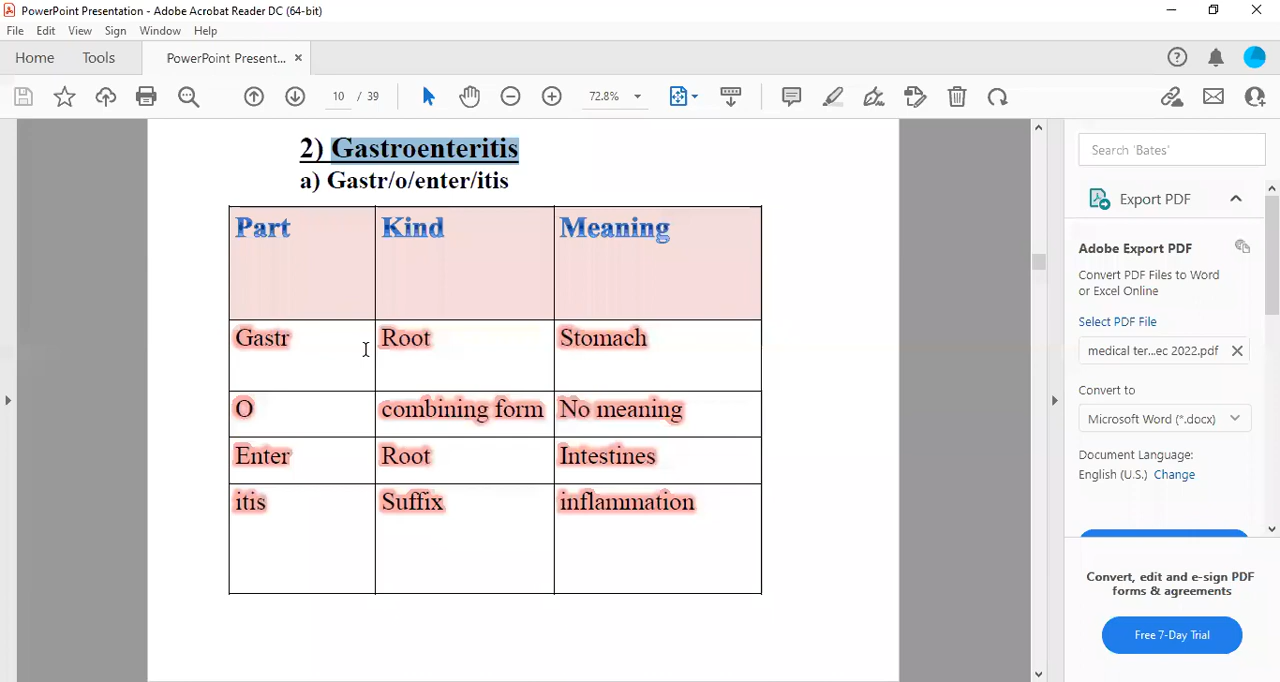 PowerPoint Presentation - Adobe Acrobat Reader DC (64-bit)
File Edit View Sign Window Help
Home Tools PowerPoint Present... ×
10 / 39 72.8%
2) Gastroenteritis
a) Gastr/o/enter/itis
Part Kind Meaning
Gastr Root Stomach
O combining form No meaning
Enter Root Intestines
itis Suffix inflammation
Search 'Bates'
Export PDF
Adobe Export PDF
Convert PDF Files to Word
or Excel Online
Select PDF File
medical ter...ec 2022.pdf
Convert to
Microsoft Word (*.docx)
Document Language:
English (U.S.) Change
Convert, edit and e-sign PDF
forms & agreements
Free 7-Day Trial